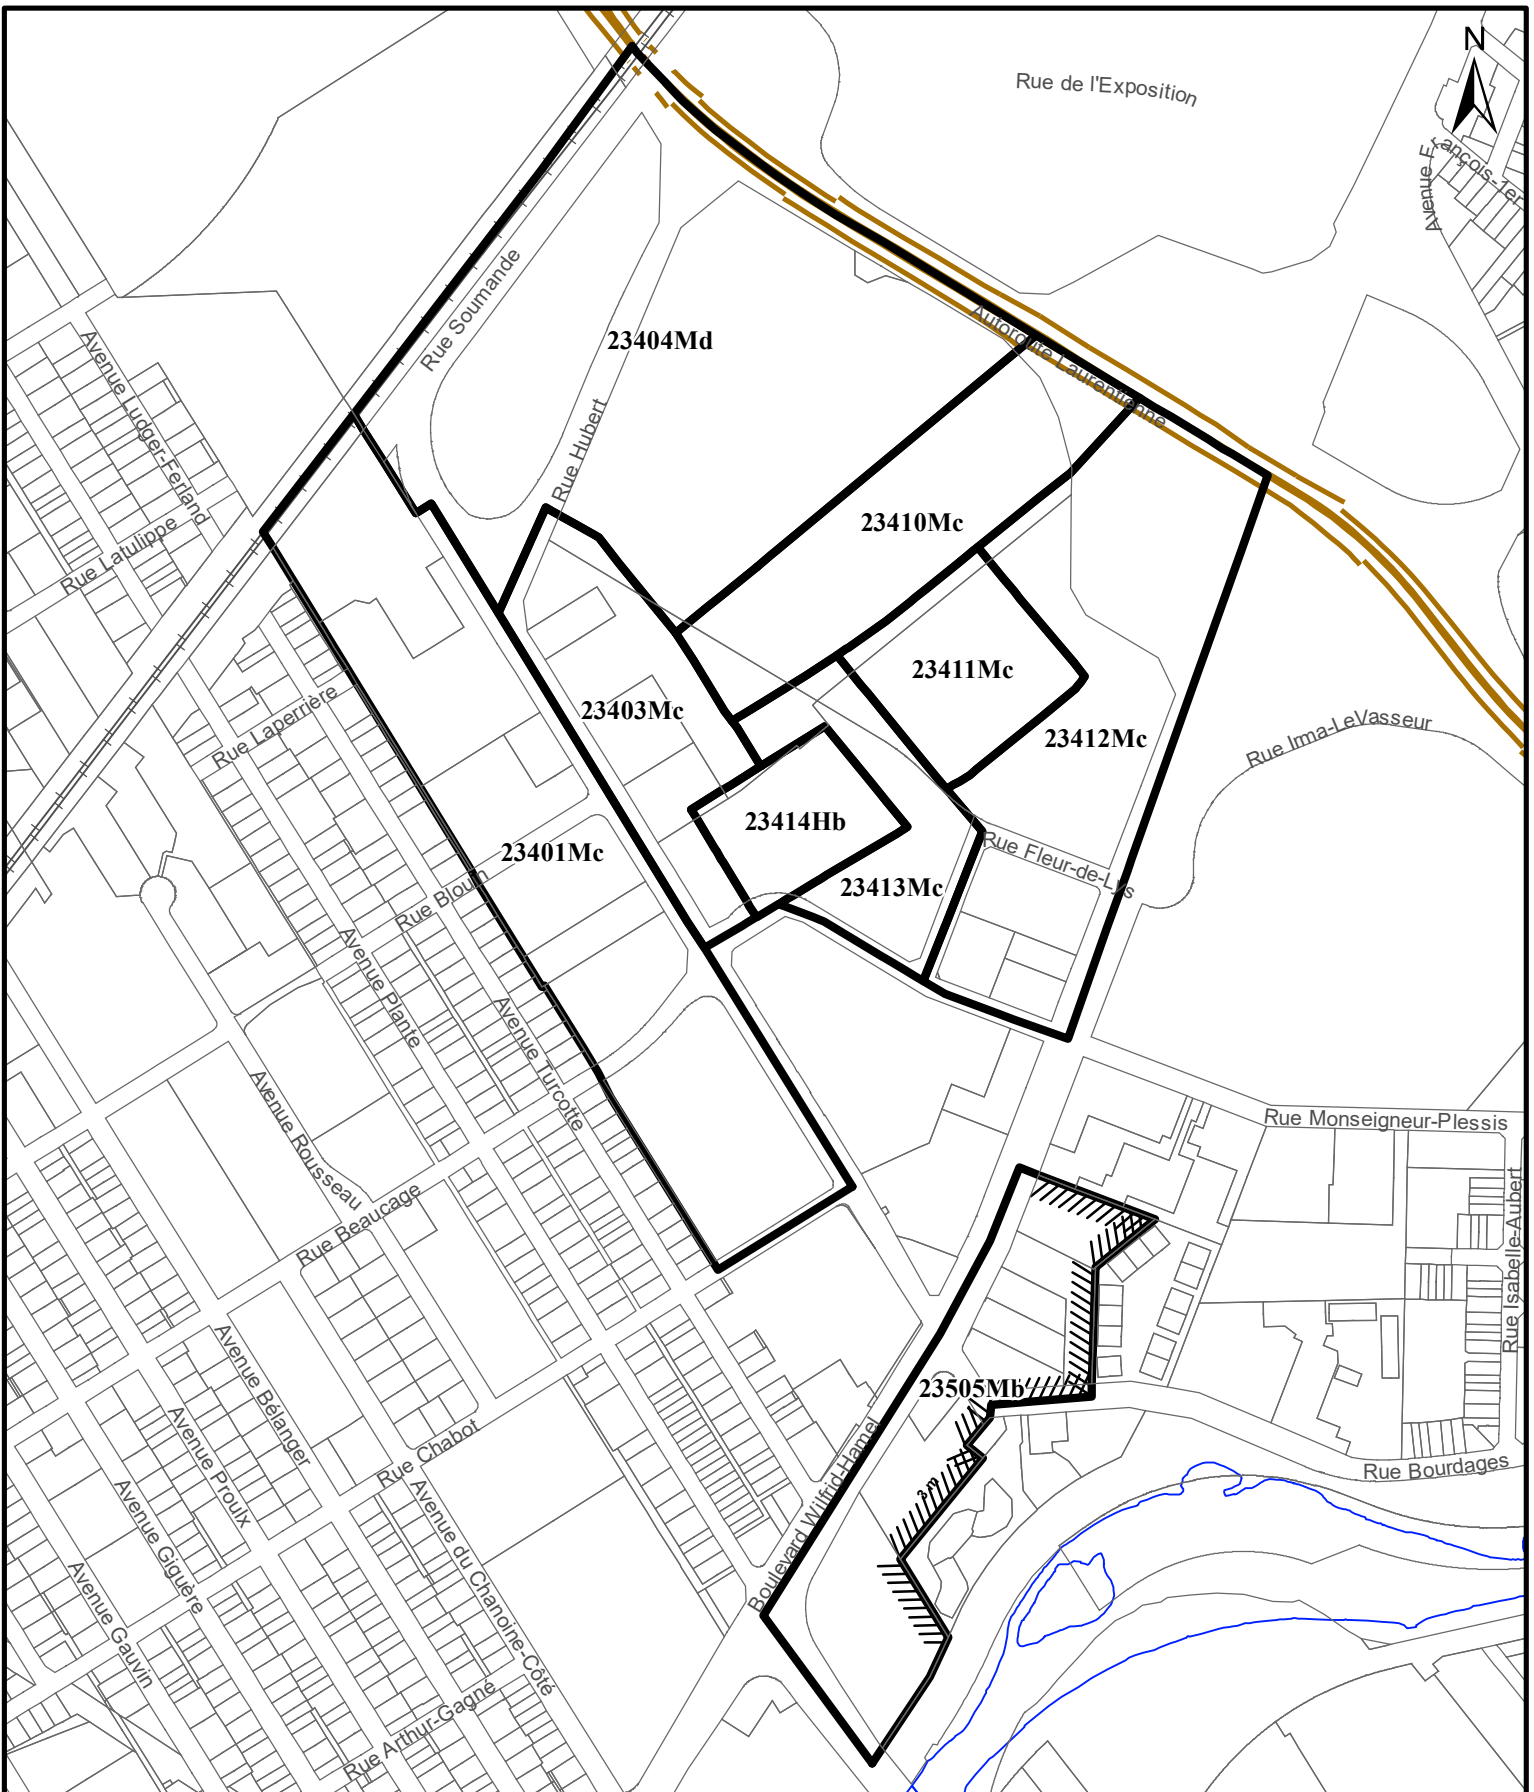 N
Rue de l'Exposition
Avenue François-1er
Rue Soumande
23404Md
Autoroute Laurentienne
Avenue Ludger-Ferland
Rue Hubert
Rue Latulippe
23410Mc
23411Mc
Rue Laperrière
23403Mc
23412Mc
Rue Irma-LeVasseur
23414Hb
23401Mc
Rue Fleur-de-Lys
23413Mc
Rue Blouin
Avenue Plante
Avenue Turcotte
Avenue Rousseau
Rue Monseigneur-Plessis
Rue Isabelle-Aubert
Rue Beaucage
Avenue Bélanger
23505Mb
Avenue Proulx
Rue Chabot
Boulevard Wilfrid-Hamel
3 m
Rue Bourdages
Avenue Giguère
Avenue du Chanoine-Côté
Avenue Gauvin
Rue Arthur-Gagné